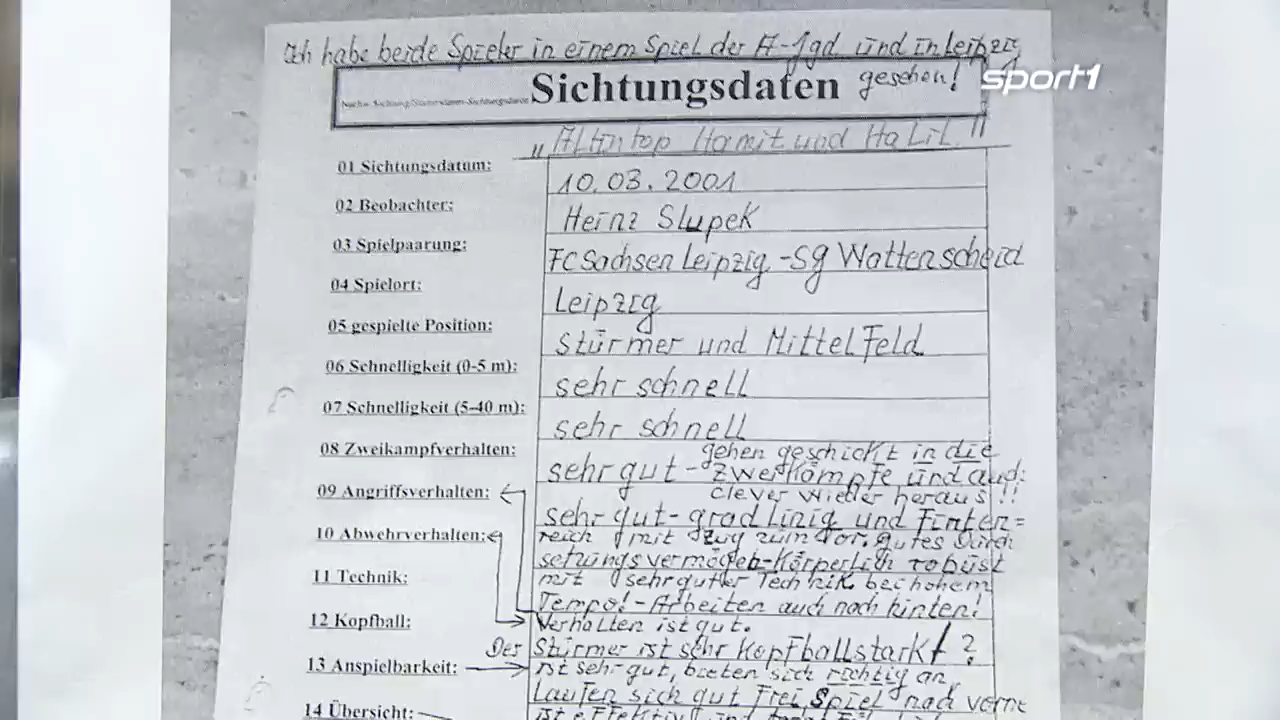 Ich habe beide Spieler in einem Spiel der A-Jgd und in Leipzig
gesehen!
sport1
Sichtungsdaten
"Altintop Hamit und Halil"
01 Sichtungsdatum: 10.03.2001
02 Beobachter: Heinz Slupek
03 Spielpaarung: FC Sachsen Leipzig - Sg Wattenscheid
04 Spielort: Leipzig
05 gespielte Position: Stürmer und Mittelfeld
06 Schnelligkeit (0-5 m): sehr schnell
07 Schnelligkeit (5-40 m): sehr schnell
08 Zweikampfverhalten: sehr gut - gehen geschickt in die
Zweikämpfe und auch
clever wieder heraus!!
09 Angriffsverhalten: sehr gut - gradlinig und Finten=
reich mit Zug zum Tor, gutes Durch
setzungsvermögen - Körperlich robust
10 Abwehrverhalten:
11 Technik: mit sehr guter Technik bei hohem
Tempo! - Arbeiten auch nach hinten!
12 Kopfball: Verhalten ist gut.
Der Stürmer ist sehr Kopfballstark!?
13 Anspielbarkeit: ist sehr gut, bieten sich richtig an,
Laufen sich gut Frei, Spiel nach vorne
14 Übersicht: ist effektiv und